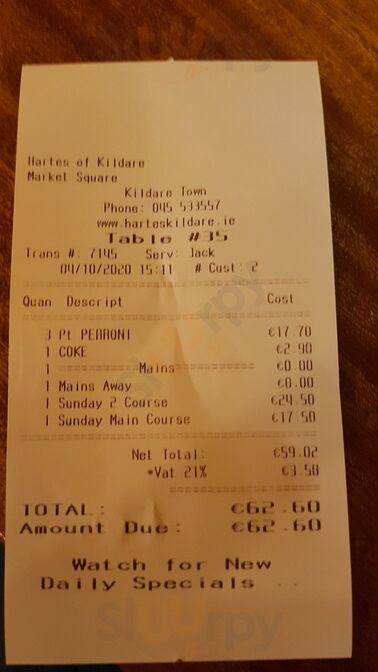 Hartes of Kildare
Market Square
Kildare Town
Phone: 045 533557
www.harteskildare.ie
Table #35
Trans #: 7145 Serv: Jack
04/10/2020 15:11 # Cust: 2
Quan Descript Cost
3 Pt PERRONI €17.70
1 COKE €2.90
1 ---------- Mains ---------- €0.00
1 Mains Away €0.00
1 Sunday 2 Course €24.50
1 Sunday Main Course €17.50
Net Total: €59.02
*Vat 21% €3.58
TOTAL: €62.60
Amount Due: €62.60
Watch for New
Daily Specials ..
Slurrpy